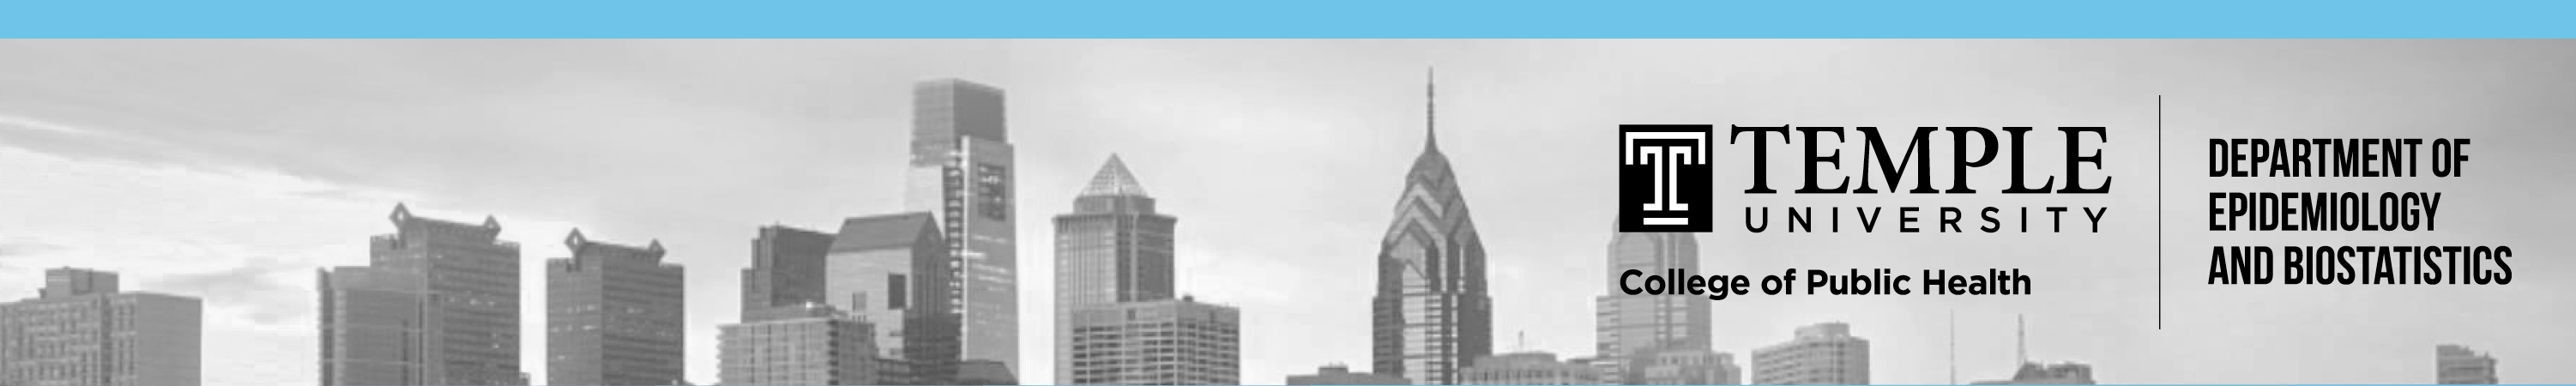 TEMPLE
UNIVERSITY
College of Public Health
DEPARTMENT OF
EPIDEMIOLOGY
AND BIOSTATISTICS